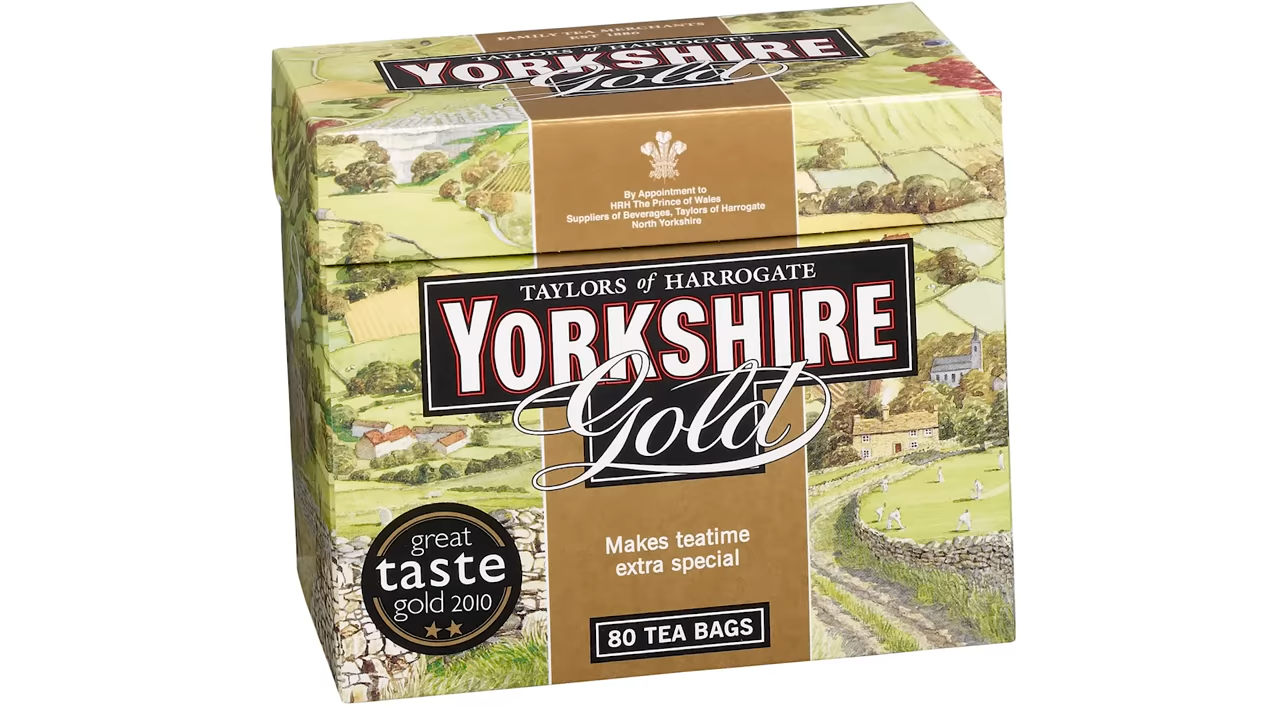 FAMILY TEA MERCHANTS
EST 1886
TAYLORS of HARROGATE
YORKSHIRE
Gold
By Appointment to
HRH The Prince of Wales
Suppliers of Beverages, Taylors of Harrogate
North Yorkshire
TAYLORS of HARROGATE
YORKSHIRE
Gold
great
taste
gold 2010
Makes teatime
extra special
80 TEA BAGS